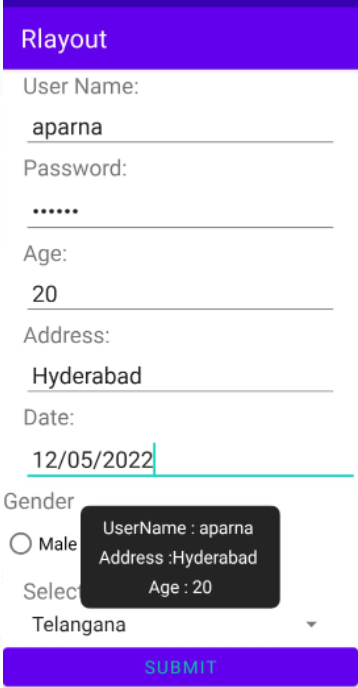 Rlayout
User Name:
aparna
Password:
••••••
Age:
20
Address:
Hyderabad
Date:
12/05/2022
Gender
Male
UserName : aparna
Address :Hyderabad
Age : 20
Select
Telangana
SUBMIT